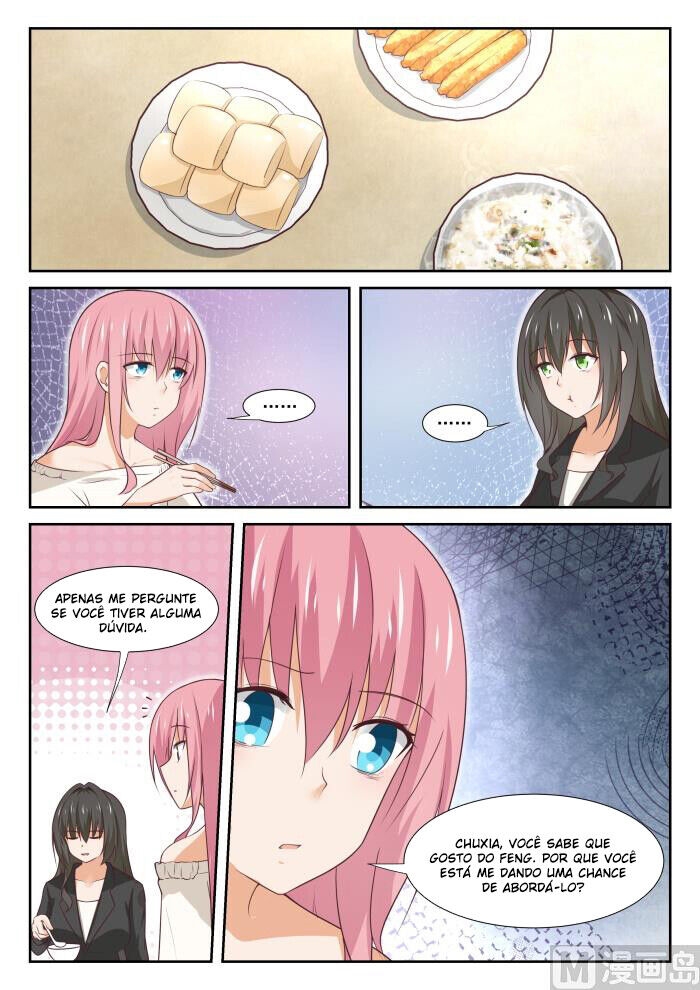 ......
......
APENAS ME PERGUNTE
SE VOCÊ TIVER ALGUMA
DÚVIDA.
CHUXIA, VOCÊ SABE QUE
GOSTO DO FENG. POR QUE VOCÊ
ESTÁ ME DANDO UMA CHANCE
DE ABORDÁ-LO?
M 漫画岛